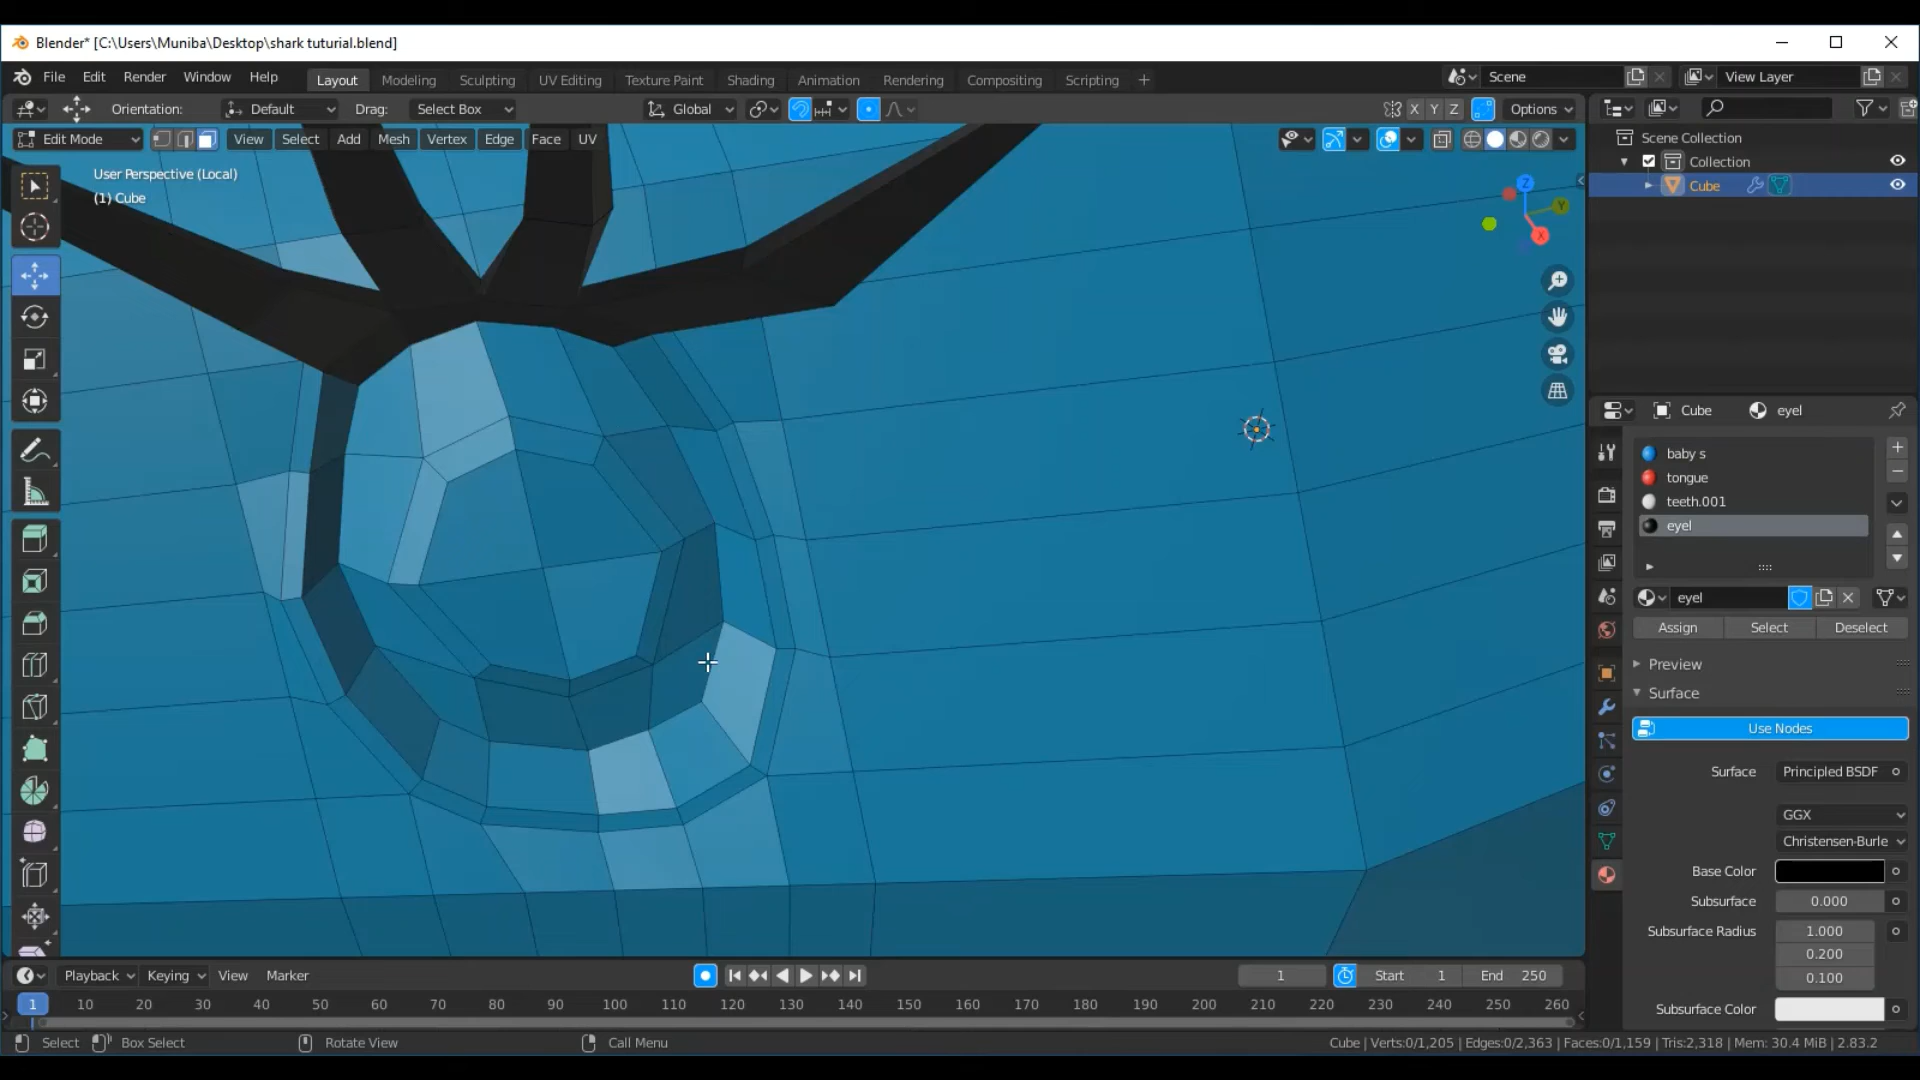 Blender* [C:\Users\Muniba\Desktop\shark tuturial.blend]
File Edit Render Window Help Layout Modeling Sculpting UV Editing Texture Paint Shading Animation Rendering Compositing Scripting + Scene View Layer
Orientation: Default Drag: Select Box Global X Y Z Options
Edit Mode View Select Add Mesh Vertex Edge Face UV
Scene Collection
Collection
Cube
User Perspective (Local)
(1) Cube
Z
Y
X
Cube eyel
baby s
tongue
teeth.001
eyel
eyel
Assign Select Deselect
Preview
Surface
Use Nodes
Surface Principled BSDF
GGX
Christensen-Burle
Base Color
Subsurface 0.000
Subsurface Radius 1.000
0.200
0.100
Subsurface Color
Playback Keying View Marker 1 Start 1 End 250
1 10 20 30 40 50 60 70 80 90 100 110 120 130 140 150 160 170 180 190 200 210 220 230 240 250 260
Select Box Select Rotate View Call Menu Cube | Verts:0/1,205 | Edges:0/2,363 | Faces:0/1,159 | Tris:2,318 | Mem: 30.4 MiB | 2.83.2